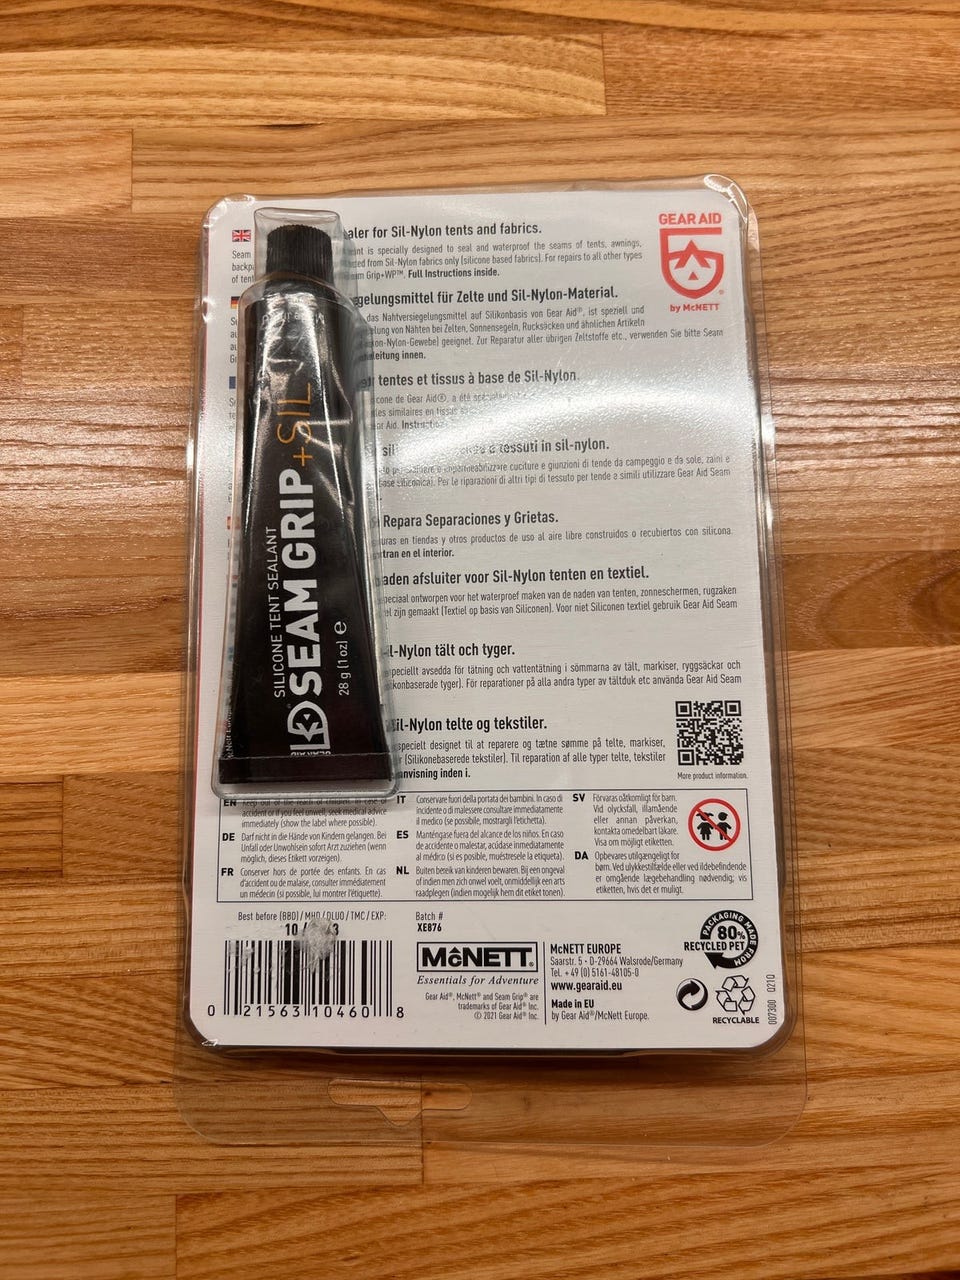 GEAR AID
by McNETT
for Sil-Nylon tents and fabrics.
Seam
is specially designed to seal and waterproof the seams of tents, awnings,
backp
from Sil-Nylon fabrics only (silicone based fabrics). For repairs to all other types
of tent
Grip+WP™. Full Instructions inside.
für Zelte und Sil-Nylon-Material.
das Nahtversiegelungsmittel auf Silikonbasis von Gear Aid®, ist speziell und
von Nähten bei Zelten, Sonnensegeln, Rucksäcken und ähnlichen Artikeln
geeignet. Zur Reparatur aller übrigen Zeltstoffe etc., verwenden Sie bitte Seam
innen.
tentes et tissus à base de Sil-Nylon.
de Gear Aid®, a été
similaires en tissus
Aid.
e tessuti in sil-nylon.
e impermeabilizzare cuciture e giunzioni di tende da campeggio e da sole, zaini e
Per le riparazioni di altri tipi di tessuto per tende e simili utilizzare Gear Aid Seam
Repara Separaciones y Grietas.
en tiendas y otros productos de uso al aire libre construidos o recubiertos con silicona.
en el interior.
afsluiter voor Sil-Nylon tenten en textiel.
ontworpen voor het waterproof maken van de naden van tenten, zonneschermen, rugzaken
zijn gemaakt (Textiel op basis van Siliconen). Voor niet Siliconen textiel gebruik Gear Aid Seam
tält och tyger.
avsedda för tätning och vattentätning i sömmarna av tält, markiser, ryggsäckar och
tyger). För reparationer på alla andra typer av tältduk etc använda Gear Aid Seam
telte og tekstiler.
designet til at reparere og tætne sømme på telte, markiser,
(Silikonebaserede tekstiler). Til reparation af alle typer telte, tekstiler
inden i.
More product information.
SILICONE TENT SEALANT
SEAM GRIP +SIL
28 g (1 oz) ℮
GEAR AID
EN Keep out of the reach of children. In case of
accident or if you feel unwell, seek medical advice
immediately (show the label where possible).
DE Darf nicht in die Hände von Kindern gelangen. Bei
Unfall oder Unwohlsein sofort Arzt zuziehen (wenn
möglich, dieses Etikett vorzeigen).
FR Conserver hors de portée des enfants. En cas
d'accident ou de malaise, consulter immédiatement
un médecin (si possible, lui montrer l'étiquette).
IT Conservare fuori della portata dei bambini. In caso di
incidente o di malessere consultare immediatamente
il medico (se possibile, mostrargli l'etichetta).
ES Manténgase fuera del alcance de los niños. En caso
de accidente o malestar, acúdase inmediatamente
al médico (si es posible, muéstresele la etiqueta).
NL Buiten bereik van kinderen bewaren. Bij een ongeval
of indien men zich onwel voelt, onmiddellijk een arts
raadplegen (indien mogelijk hem dit etiket tonen).
SV Förvaras oåtkomligt för barn.
Vid olycksfall, illamående
eller annan påverkan,
kontakta omedelbart läkare.
Visa om möjligt etiketten.
DA Opbevares utilgængeligt for
børn. Ved ulykkestilfælde eller ved ildebefindende
er omgående lægebehandling nødvendig; vis
etiketten, hvis det er muligt.
Best before (BBD) / MHD / DLUO / TMC / EXP:
10 /
Batch #
XE876
0 21563 10460 8
McNETT®
Essentials for Adventure
Gear Aid®, McNett® and Seam Grip® are
trademarks of Gear Aid® Inc.
© 2021 Gear Aid® Inc.
McNETT EUROPE
Saarstr. 5 • D-29664 Walsrode/Germany
Tel. +49 (0) 5161-48105-0
www.gearaid.eu
Made in EU
by Gear Aid®/McNett Europe.
PACKAGING MADE FROM
80%
RECYCLED PET
RECYCLABLE
007300 Q21Q